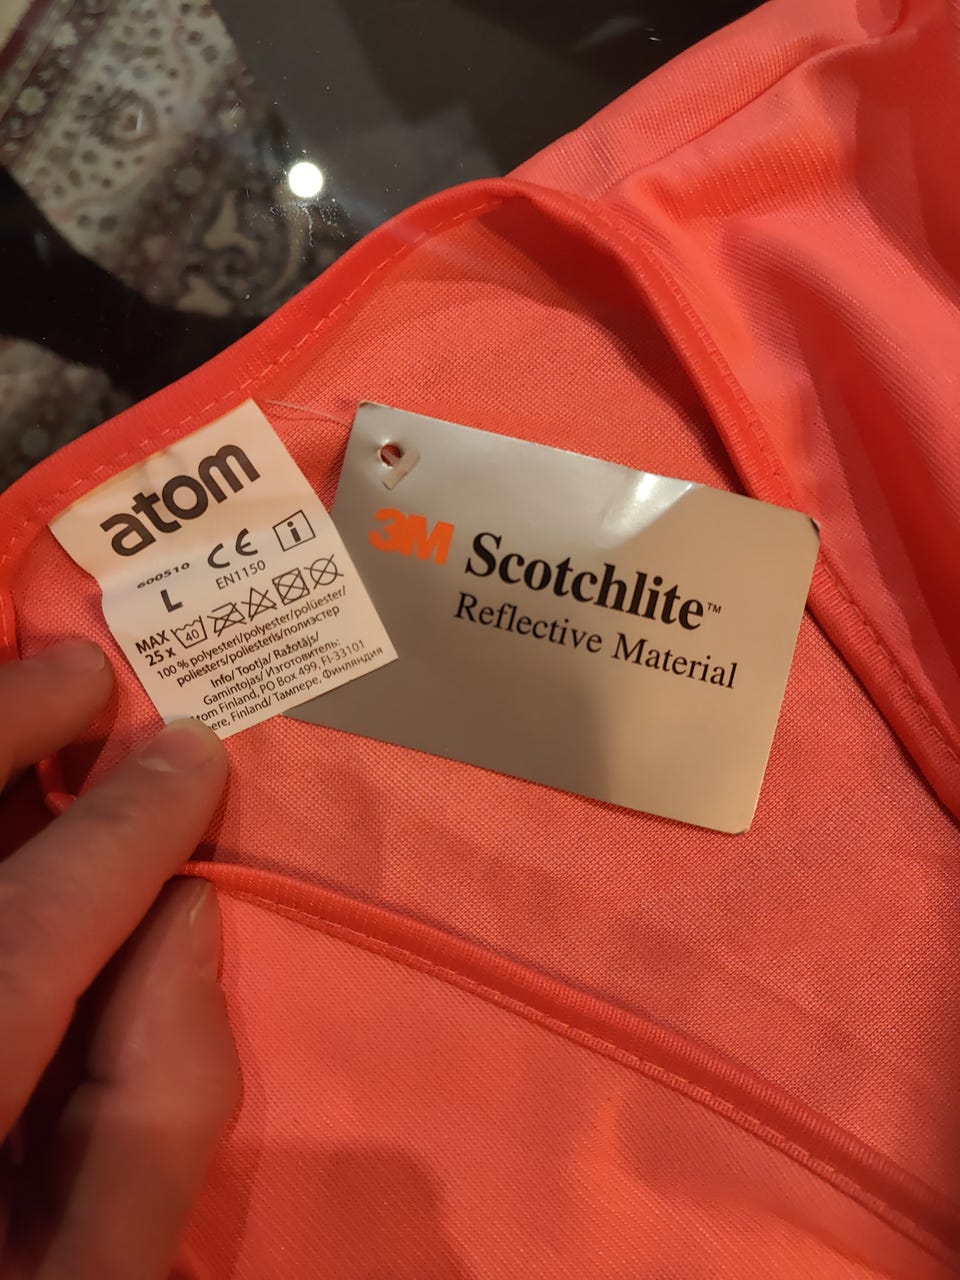 atom
600510
CE
i
L
EN1150
MAX
25 x
40
100 % polyesteri/polyester/polüester/
poliesters/poliesteris/полиэстер
Info/ Tootja/ Ražotājs/
Gamintojas/ Изготовитель:
Atom Finland, PO Box 499, FI-33101
Finland/ Тампере, Финляндия
3M Scotchlite™
Reflective Material